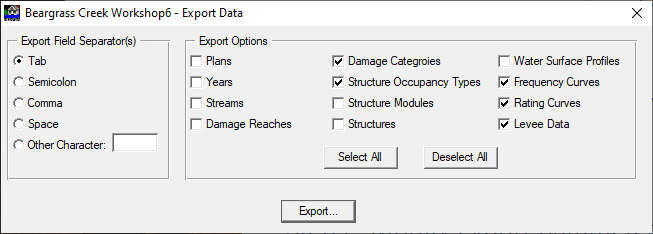 Beargrass Creek Workshop6 - Export Data
Export Field Separator(s)
Tab
Semicolon
Comma
Space
Other Character:
Export Options
Plans
Years
Streams
Damage Reaches
Damage Categroies
Structure Occupancy Types
Structure Modules
Structures
Water Surface Profiles
Frequency Curves
Rating Curves
Levee Data
Select All
Deselect All
Export...